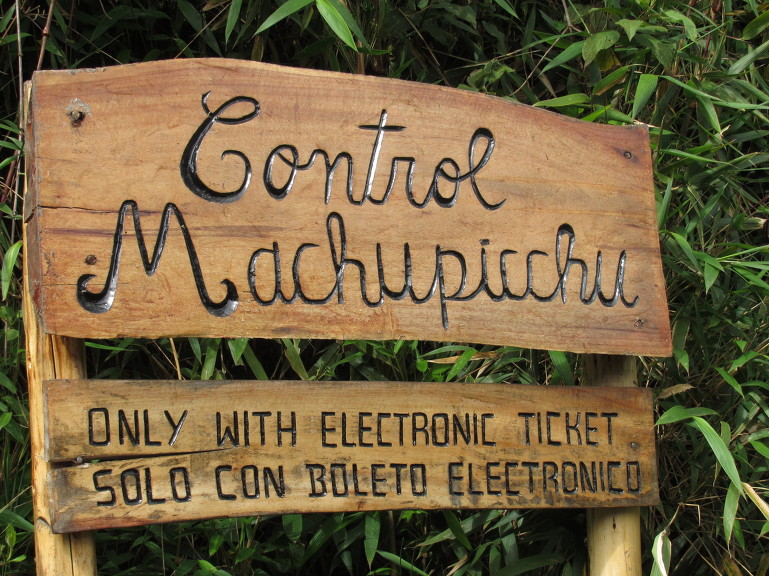 Control
Machupicchu
ONLY WITH ELECTRONIC TICKET
SOLO CON BOLETO ELECTRONICO